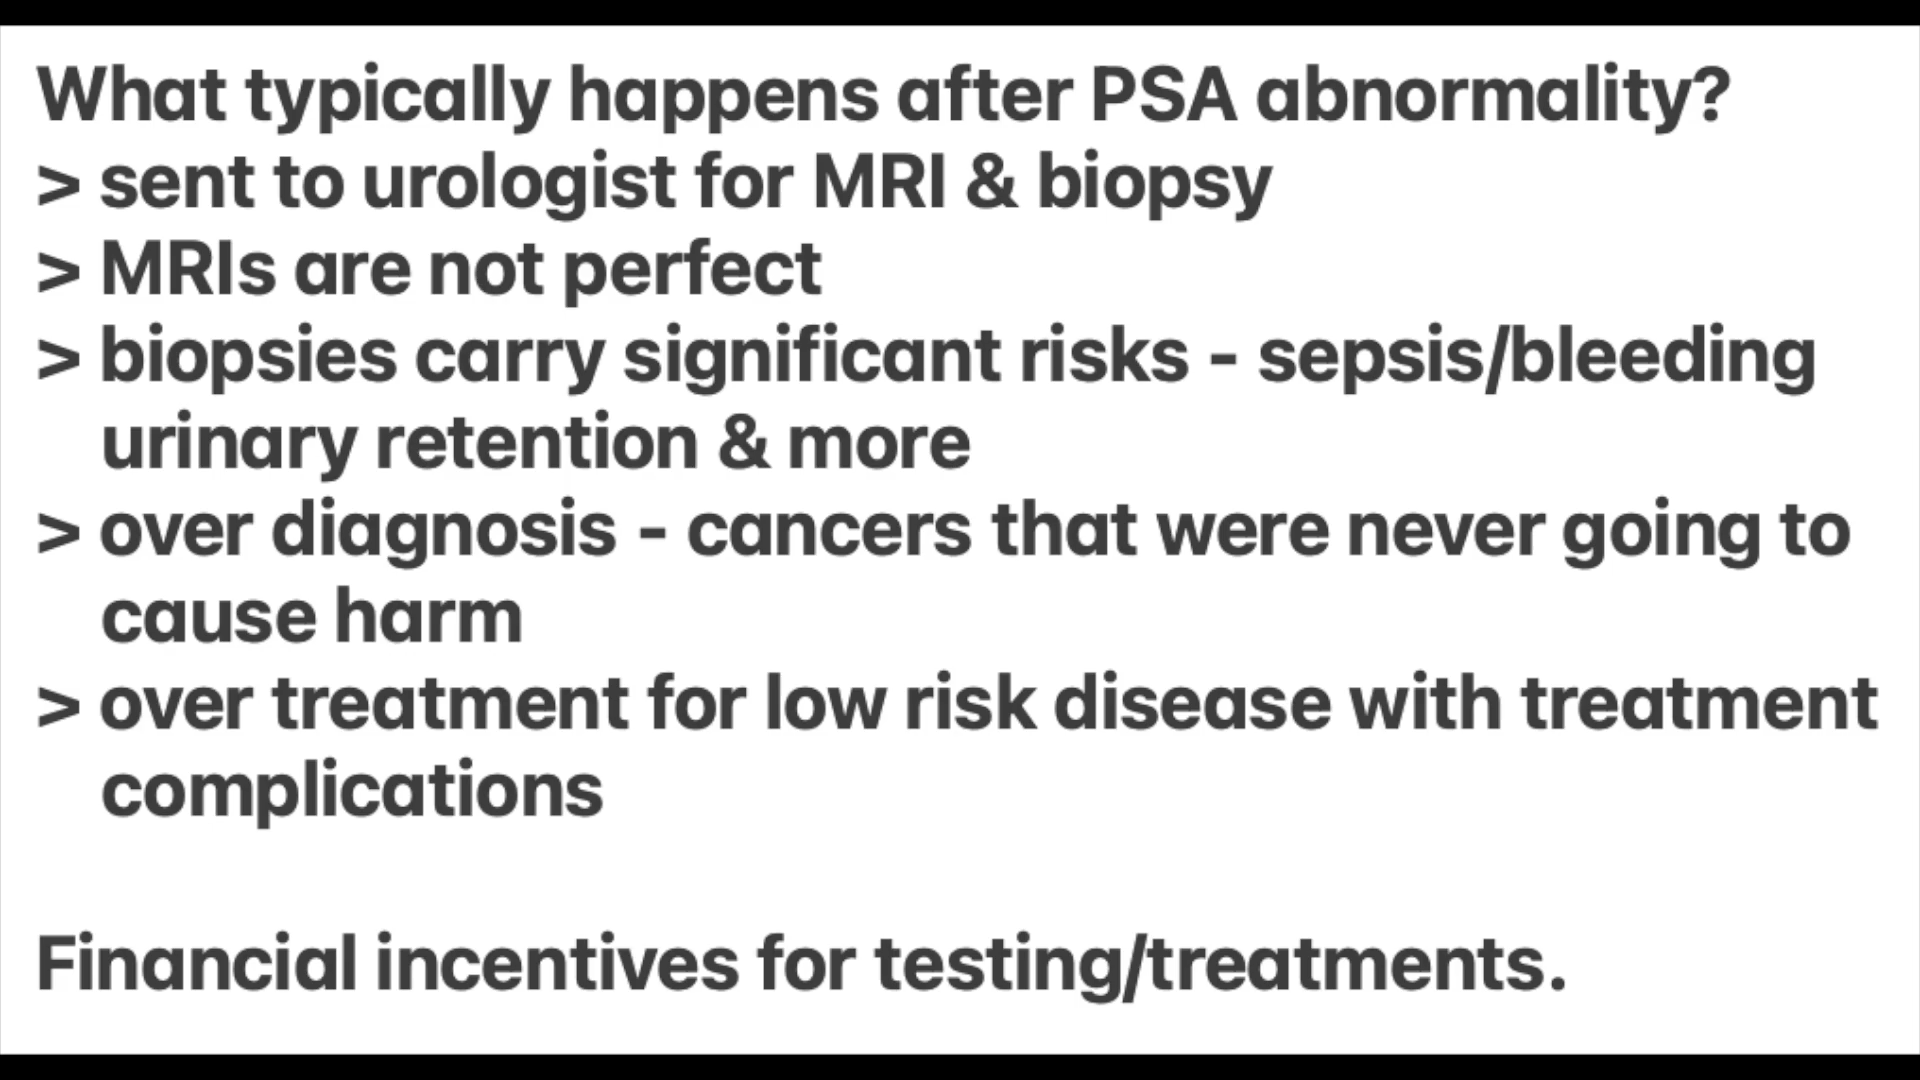 What typically happens after PSA abnormality?
> sent to urologist for MRI & biopsy
> MRIs are not perfect
> biopsies carry significant risks - sepsis/bleeding
urinary retention & more
> over diagnosis - cancers that were never going to
cause harm
> over treatment for low risk disease with treatment
complications
Financial incentives for testing/treatments.